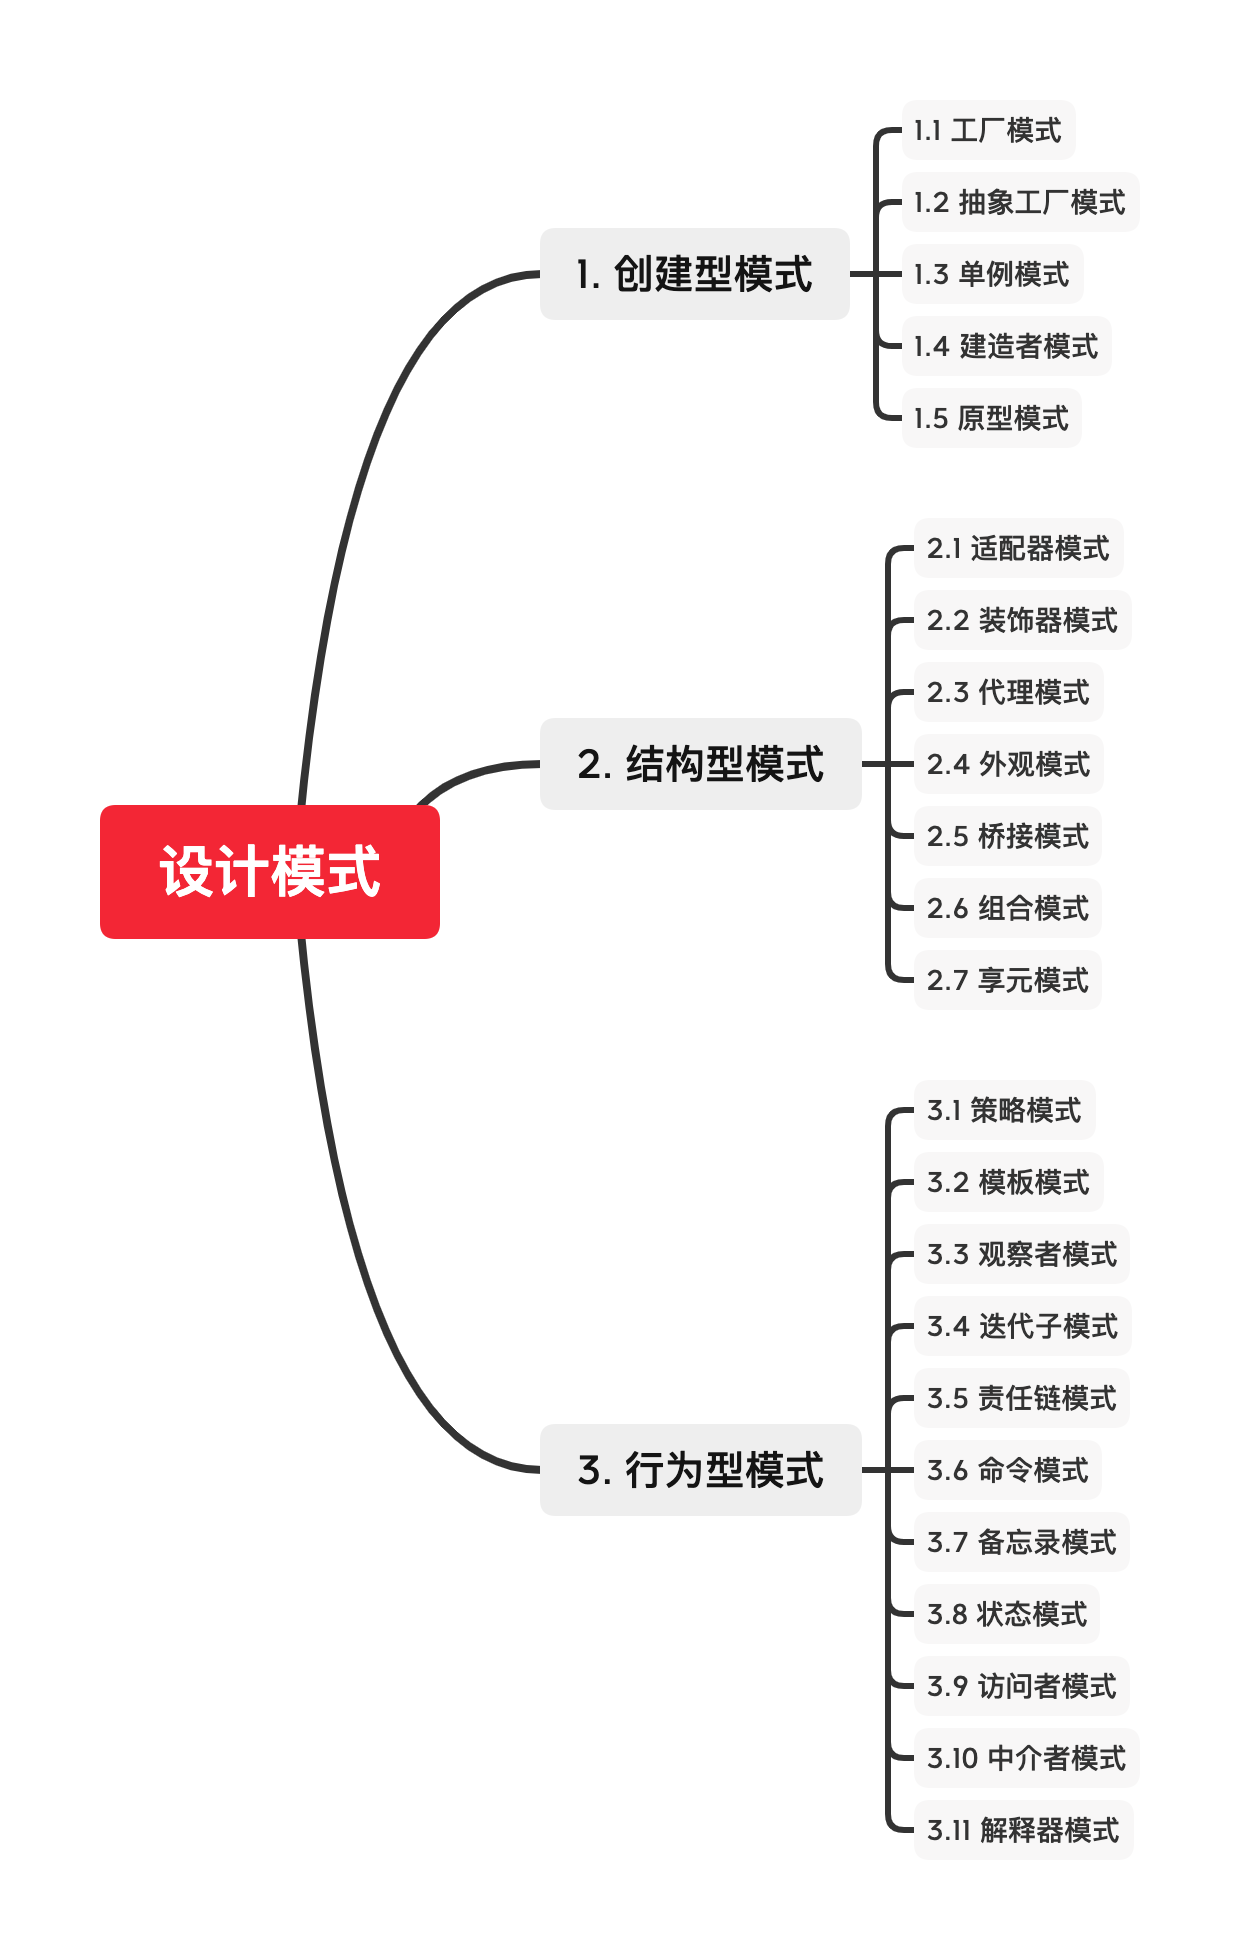 设计模式
1. 创建型模式
1.1 工厂模式
1.2 抽象工厂模式
1.3 单例模式
1.4 建造者模式
1.5 原型模式
2. 结构型模式
2.1 适配器模式
2.2 装饰器模式
2.3 代理模式
2.4 外观模式
2.5 桥接模式
2.6 组合模式
2.7 享元模式
3. 行为型模式
3.1 策略模式
3.2 模板模式
3.3 观察者模式
3.4 迭代子模式
3.5 责任链模式
3.6 命令模式
3.7 备忘录模式
3.8 状态模式
3.9 访问者模式
3.10 中介者模式
3.11 解释器模式